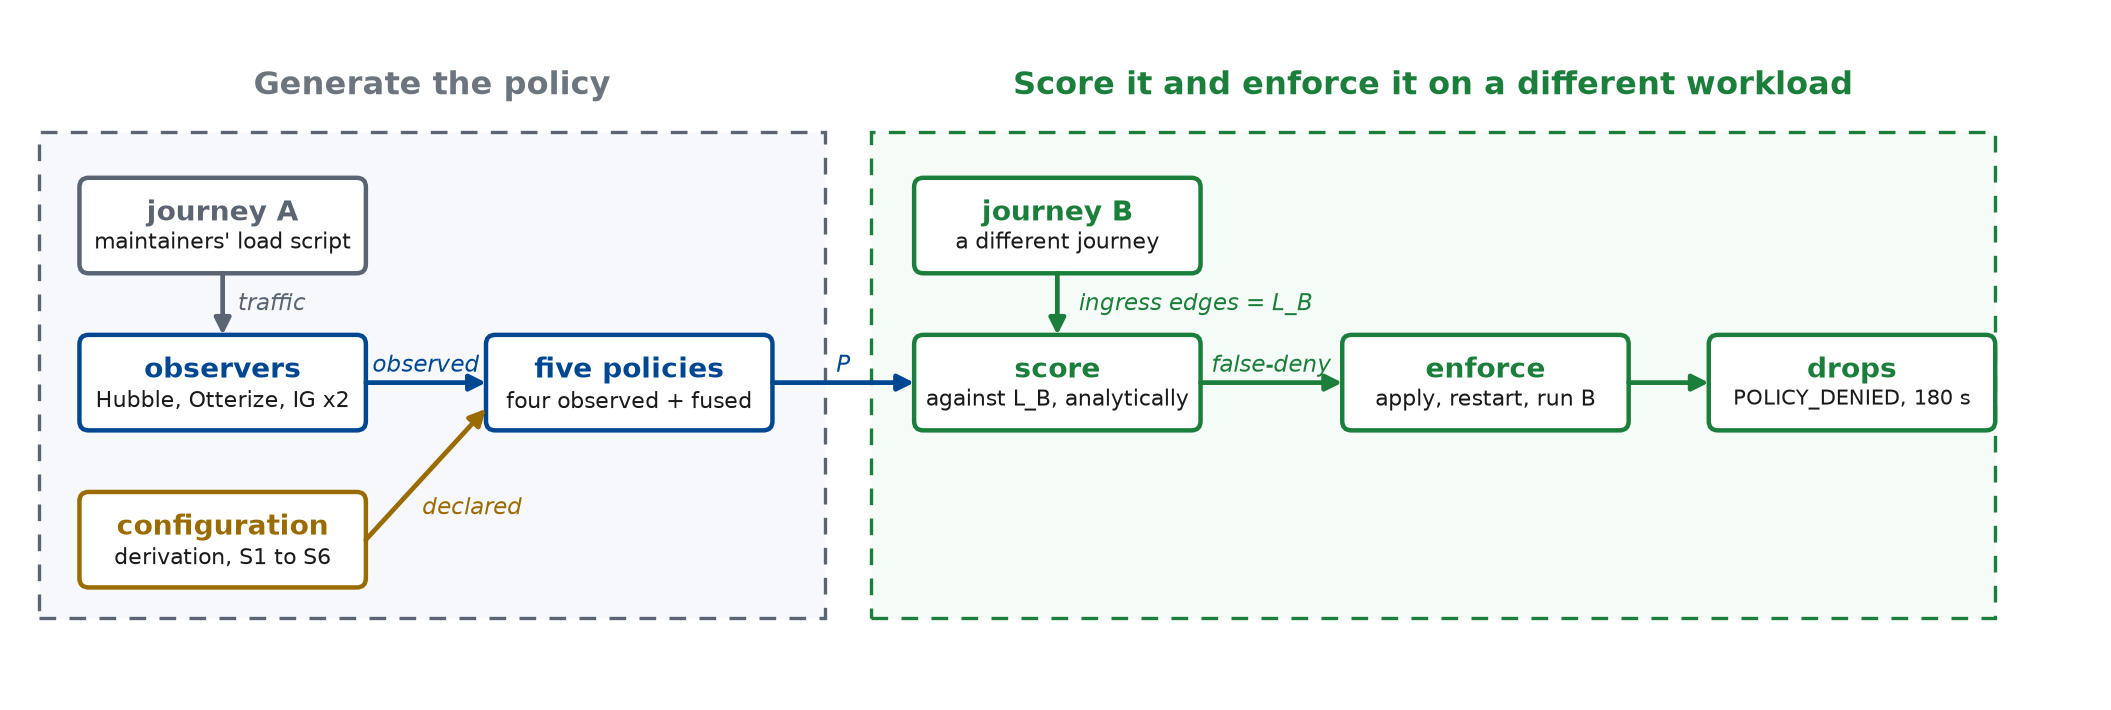 Generate the policy
journey A
maintainers' load script
traffic
observers
Hubble, Otterize, IG x2
observed
five policies
four observed + fused
configuration
derivation, S1 to S6
declared
P
Score it and enforce it on a different workload
journey B
a different journey
ingress edges = L_B
score
against L_B, analytically
false-deny
enforce
apply, restart, run B
drops
POLICY_DENIED, 180 s